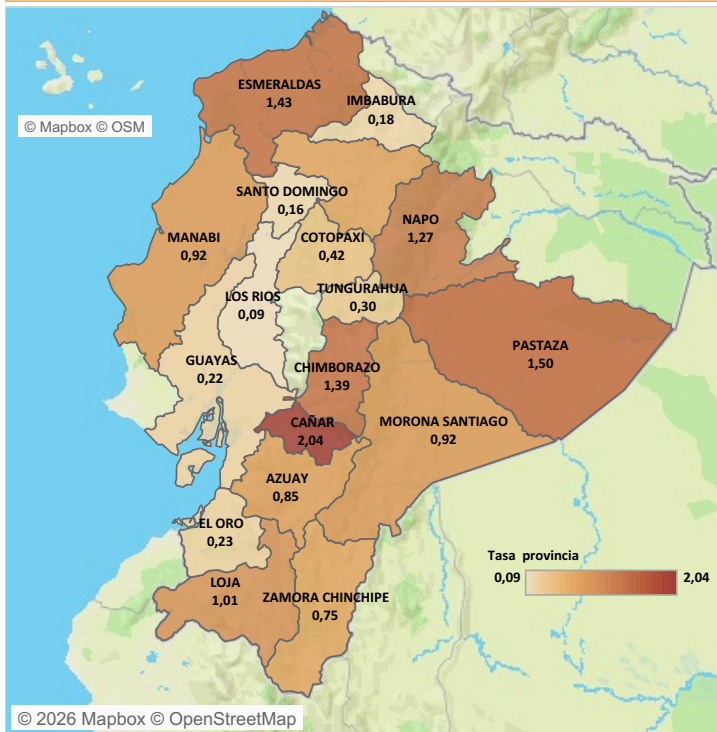 ESMERALDAS
1,43
IMBABURA
0,18
© Mapbox © OSM
SANTO DOMINGO
0,16
NAPO
1,27
MANABI
0,92
COTOPAXI
0,42
TUNGURAHUA
0,30
LOS RIOS
0,09
PASTAZA
1,50
GUAYAS
0,22
CHIMBORAZO
1,39
CAÑAR
2,04
MORONA SANTIAGO
0,92
AZUAY
0,85
EL ORO
0,23
Tasa provincia
0,09 2,04
LOJA
1,01
ZAMORA CHINCHIPE
0,75
© 2026 Mapbox © OpenStreetMap